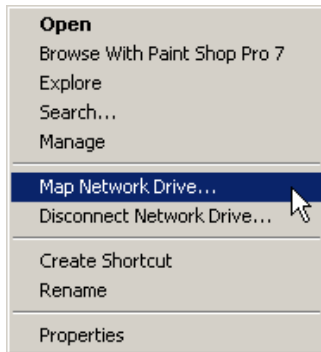 Open
Browse With Paint Shop Pro 7
Explore
Search...
Manage
Map Network Drive...
Disconnect Network Drive...
Create Shortcut
Rename
Properties